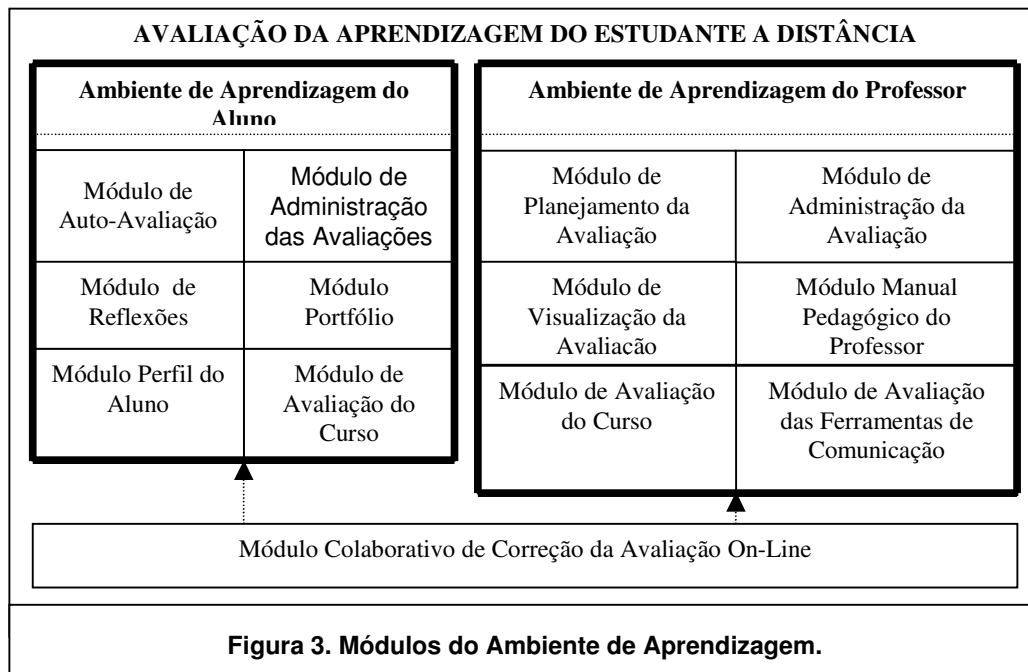 AVALIAÇÃO DA APRENDIZAGEM DO ESTUDANTE A DISTÂNCIA
Ambiente de Aprendizagem do
Aluno
Módulo de
Auto-Avaliação
Módulo de
Administração
das Avaliações
Módulo de
Reflexões
Módulo
Portfólio
Módulo Perfil do
Aluno
Módulo de
Avaliação do
Curso
Ambiente de Aprendizagem do Professor
Módulo de
Planejamento da
Avaliação
Módulo de
Administração da
Avaliação
Módulo de
Visualização da
Avaliação
Módulo Manual
Pedagógico do
Professor
Módulo de Avaliação
do Curso
Módulo de Avaliação
das Ferramentas de
Comunicação
Módulo Colaborativo de Correção da Avaliação On-Line
Figura 3. Módulos do Ambiente de Aprendizagem.